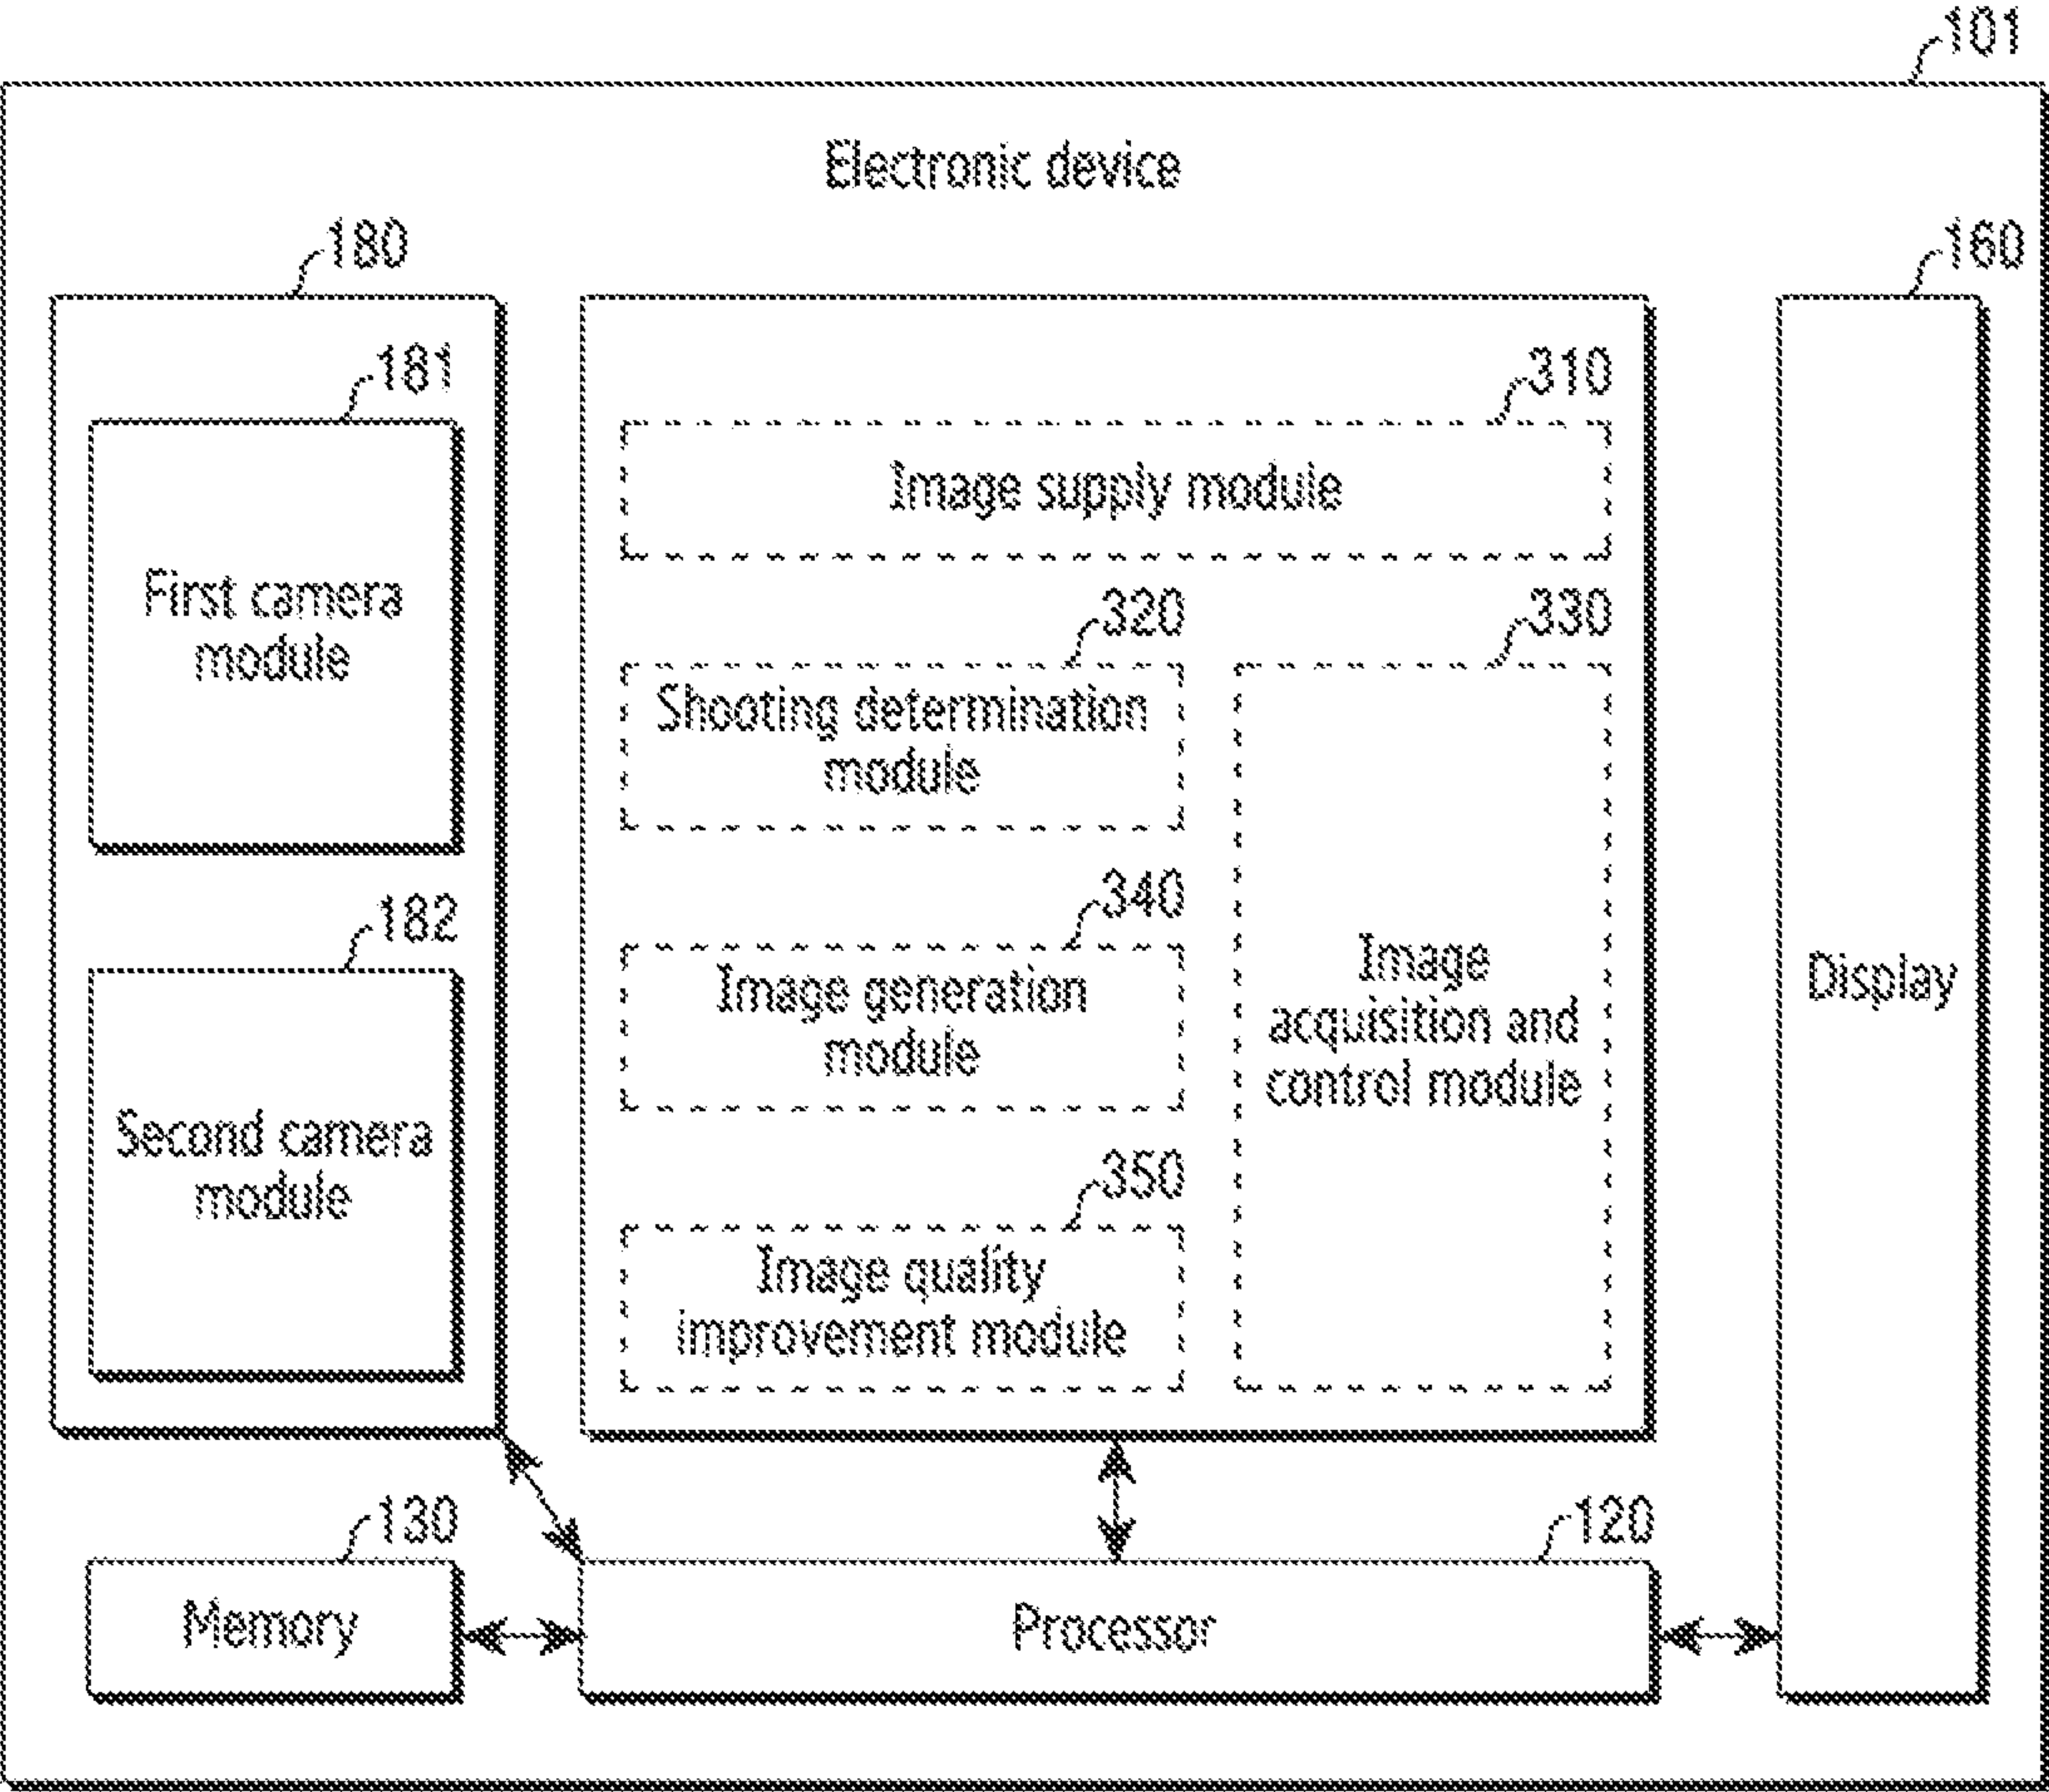 101
Electronic device
180
160
181
310
First camera
module
Image supply module
320
330
Shooting determination
module
182
340
Second camera
module
Image generation
module
Image
acquisition and
control module
Display
350
Image quality
improvement module
130
120
Memory
Processor